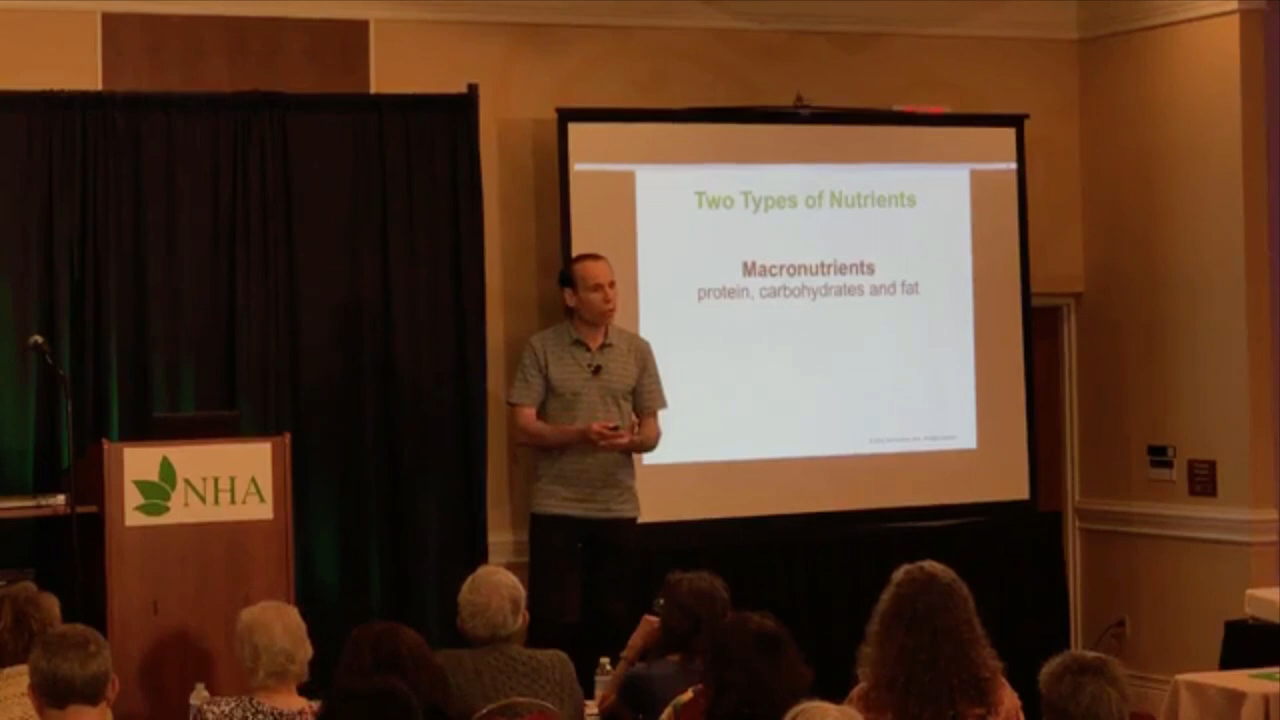 Two Types of Nutrients
Macronutrients
protein, carbohydrates and fat
NHA